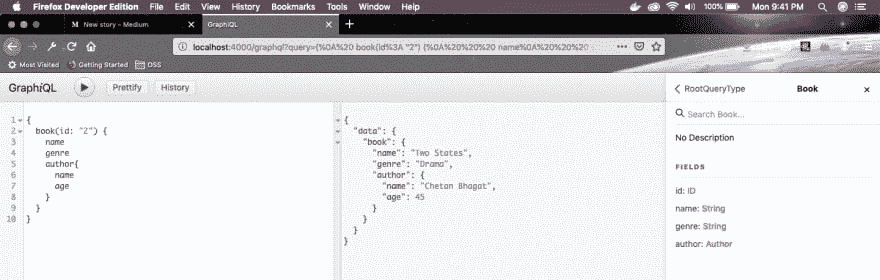 Firefox Developer Edition File Edit View History Bookmarks Tools Window Help 100% Mon 9:41 PM
New story – Medium GraphiQL
localhost:4000/graphql?query={%0A%20 book(id%3A "2") {%0A%20%20%20 name%0A%20%20%20
Most Visited Getting Started OSS
GraphiQL Prettify History RootQueryType Book
Search Book...
No Description
FIELDS
id: ID
name: String
genre: String
author: Author
1 {
2 book(id: "2") {
3 name
4 genre
5 author{
6 name
7 age
8 }
9 }
10 }
{
"data": {
"book": {
"name": "Two States",
"genre": "Drama",
"author": {
"name": "Chetan Bhagat",
"age": 45
}
}
}
}